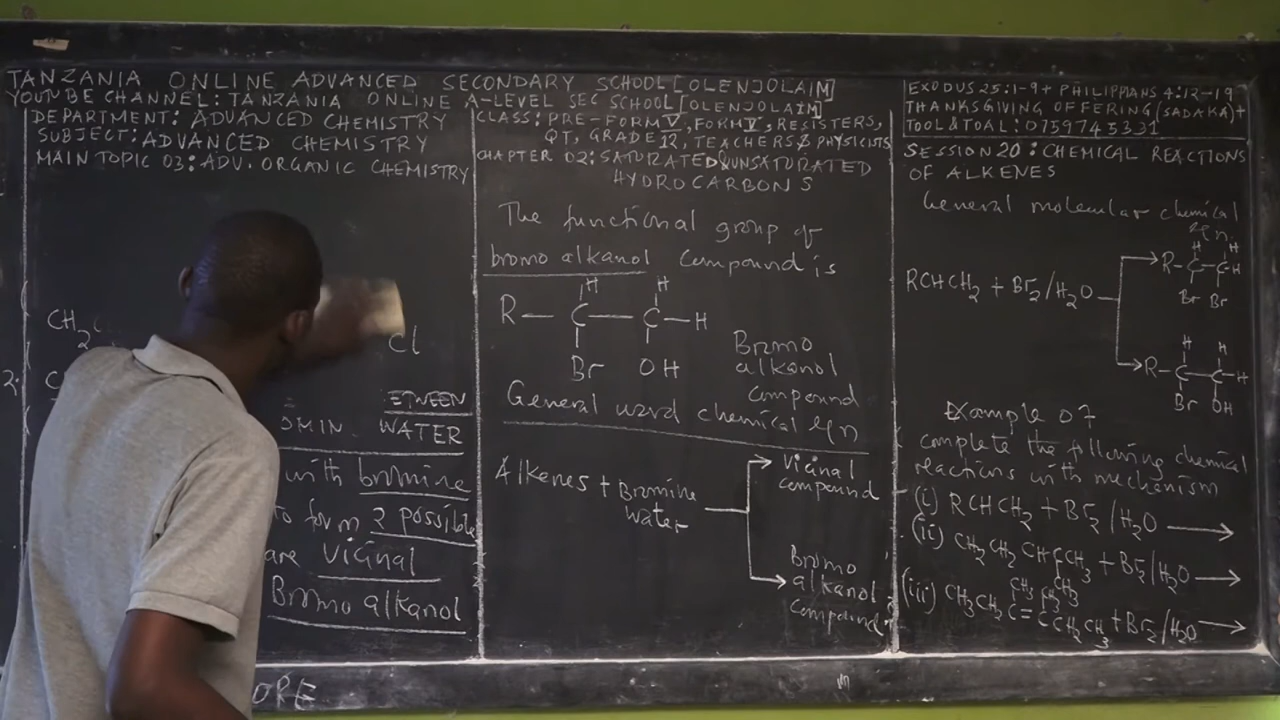 TANZANIA ONLINE ADVANCED SECONDARY SCHOOL [OLENJOLAIM]
YOUTUBE CHANNEL: TANZANIA ONLINE A-LEVEL SEC SCHOOL [OLENJOLAIM]
DEPARTMENT: ADVANCED CHEMISTRY
SUBJECT: ADVANCED CHEMISTRY
MAIN TOPIC 03: ADV. ORGANIC CHEMISTRY
CH2
Cl
2.
ETWEEN
WATER
with bromine
to form 2 possible
are vicinal
Bromo alkanol
ORE
CLASS: PRE-FORM V, FORM V, RESISTERS,
QT, GRADE 12, TEACHERS & PHYSICISTS
CHAPTER 02: SATURATED & UNSATURATED
HYDROCARBONS
The functional group of
bromo alkanol compound is
H H
R — C — C — H
Br OH
Bromo
alkanol
compound
General word chemical eqn
Alkenes + Bromine
water
Vicinal
compound
Bromo
alkanol
compound
EXODUS 25:1-9 + PHILIPPIANS 4:12-19
THANKSGIVING OFFERING (SADAKA) +
TOOL & TOAL: 0759745331
SESSION 20: CHEMICAL REACTIONS
OF ALKENES
General molecular chemical
eqn
H H
R-C-C-H
Br Br
RCHCH2 + Br2/H2O
H H
R-C-C-H
Br OH
Example 07
complete the following chemical
reactions with mechanism
(i) RCHCH2 + Br2/H2O →
(ii) CH2CH2CH CH3 + Br2/H2O →
(iii) CH3CH2C=CCH2CH3 + Br2/H2O →